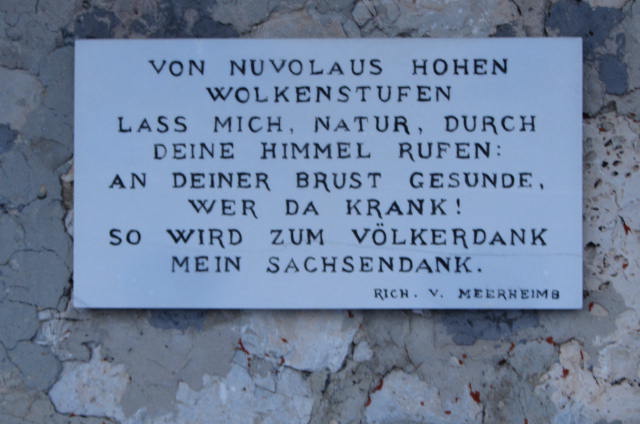 VON NUVOLAUS HOHEN
WOLKENSTUFEN
LASS MICH, NATUR, DURCH
DEINE HIMMEL RUFEN:
AN DEINER BRUST GESUNDE,
WER DA KRANK!
SO WIRD ZUM VÖLKERDANK
MEIN SACHSENDANK.
RICH. V. MEERHEIMB